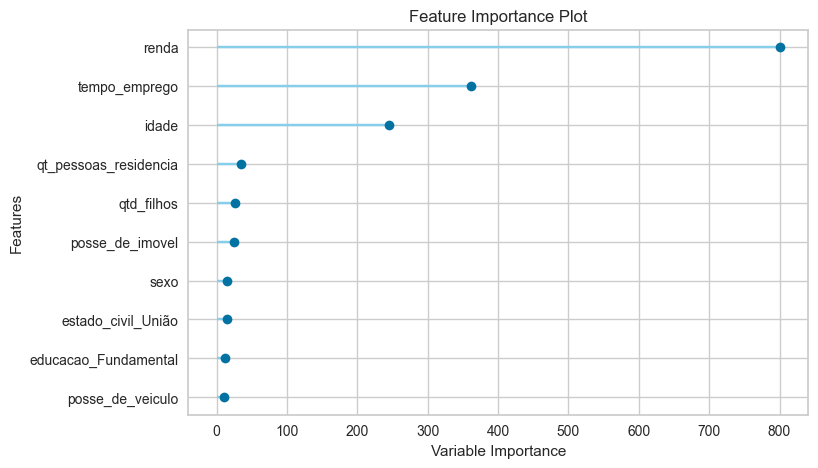 Feature Importance Plot
renda
tempo_emprego
idade
qt_pessoas_residencia
qtd_filhos
posse_de_imovel
sexo
estado_civil_União
educacao_Fundamental
posse_de_veiculo
Features
0 100 200 300 400 500 600 700 800
Variable Importance